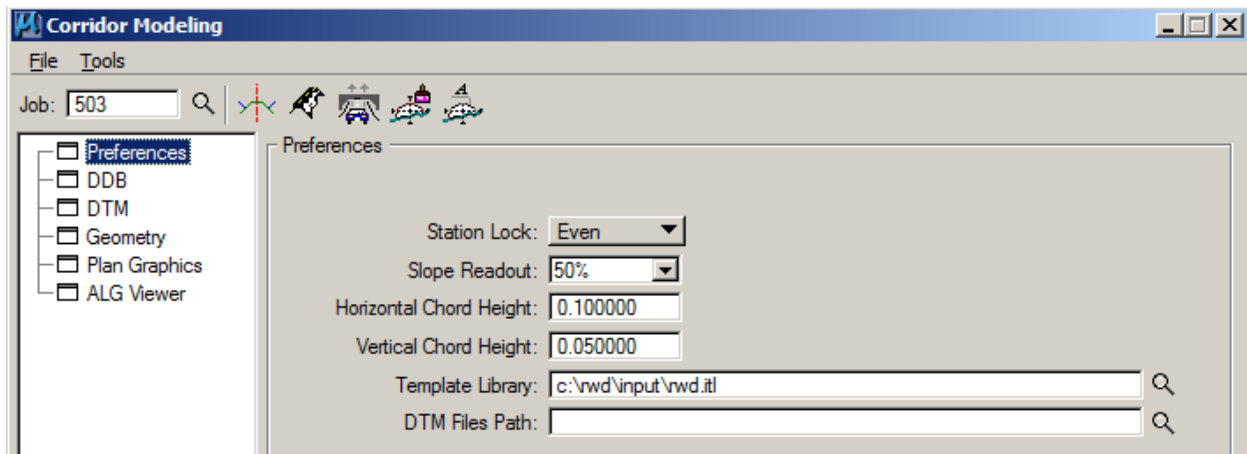 Corridor Modeling
File Tools
Job: 503
Preferences
DDB
DTM
Geometry
Plan Graphics
ALG Viewer
Preferences
Station Lock: Even
Slope Readout: 50%
Horizontal Chord Height: 0.100000
Vertical Chord Height: 0.050000
Template Library: c:\rwd\input\rwd.itl
DTM Files Path: